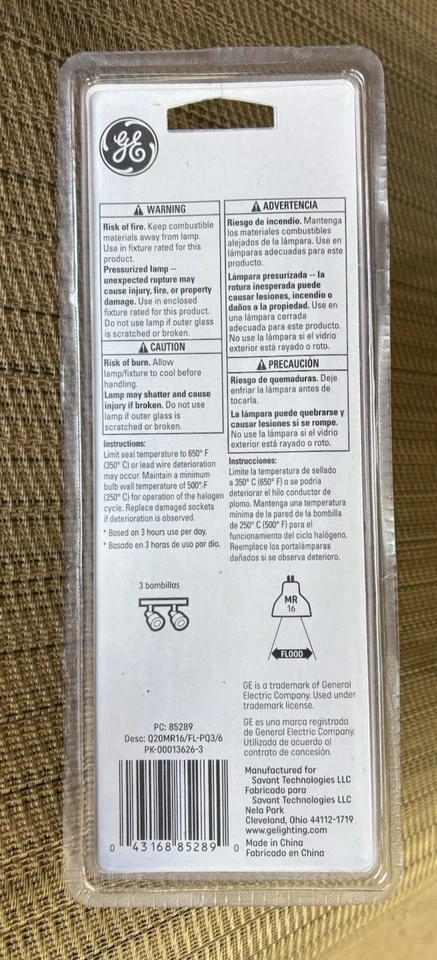 GE
WARNING
Risk of fire. Keep combustible
materials away from lamp.
Use in fixture rated for this
product.
Pressurized lamp --
unexpected rupture may
cause injury, fire, or property
damage. Use in enclosed
fixture rated for this product.
Do not use lamp if outer glass
is scratched or broken.
CAUTION
Risk of burn. Allow
lamp/fixture to cool before
handling.
Lamp may shatter and cause
injury if broken. Do not use
lamp if outer glass is
scratched or broken.
Instructions:
Limit seal temperature to 650° F
(350° C) or lead wire deterioration
may occur. Maintain a minimum
bulb wall temperature of 500° F
(250° C) for operation of the halogen
cycle. Replace damaged sockets
if deterioration is observed.
* Based on 3 hours use per day.
* Basado en 3 horas de uso por dio.
ADVERTENCIA
Riesgo de incendio. Mantenga
los materiales combustibles
alejados de la lámpara. Use en
lámparas adecuadas para este
producto.
Lámpara presurizada -- la
rotura inesperada puede
causar lesiones, incendio o
daños a la propiedad. Use en
una lámpara cerrada
adecuada para este producto.
No use la lámpara si el vidrio
exterior está rayado o roto.
PRECAUCIÓN
Riesgo de quemaduras. Deje
enfriar la lámpara antes de
tocarla.
La lámpara puede quebrarse y
causar lesiones si se rompe.
No use la lámpara si el vidrio
exterior está rayado o roto.
Instrucciones:
Limite la temperatura de sellado
a 350° C (650° F) o se podria
deteriorar el hilo conductor de
plomo. Mantenga una temperatura
mínima de la pared de la bombilla
de 250° C (500° F) para el
funcionamiento del ciclo halógeno.
Reemplace los portalámparas
dañados si se observa deterioro.
3 bombillas
MR
16
FLOOD
GE is a trademark of General
Electric Company. Used under
trademark license.
GE es una marca registrada
de General Electric Company.
Utilizada de acuerdo al
contrato de concesión.
PC: 85289
Desc: Q20MR16/FL-PQ3/6
PK-00013626-3
0 43168 85289 0
Manufactured for
Savant Technologies LLC
Fabricado para
Savant Technologies LLC
Nela Park
Cleveland, Ohio 44112-1719
www.gelighting.com
Made in China
Fabricado en China